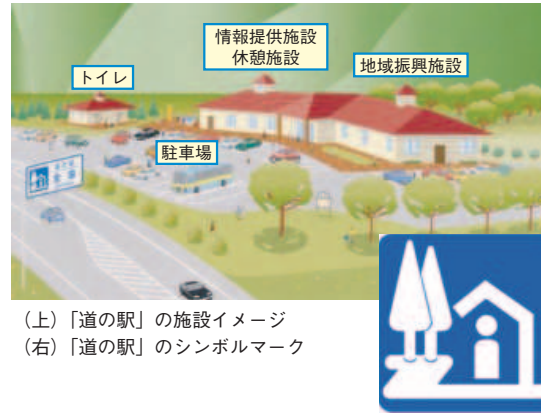 情報提供施設
休憩施設
地域振興施設
トイレ
駐車場
(上)「道の駅」の施設イメージ
(右)「道の駅」のシンボルマーク